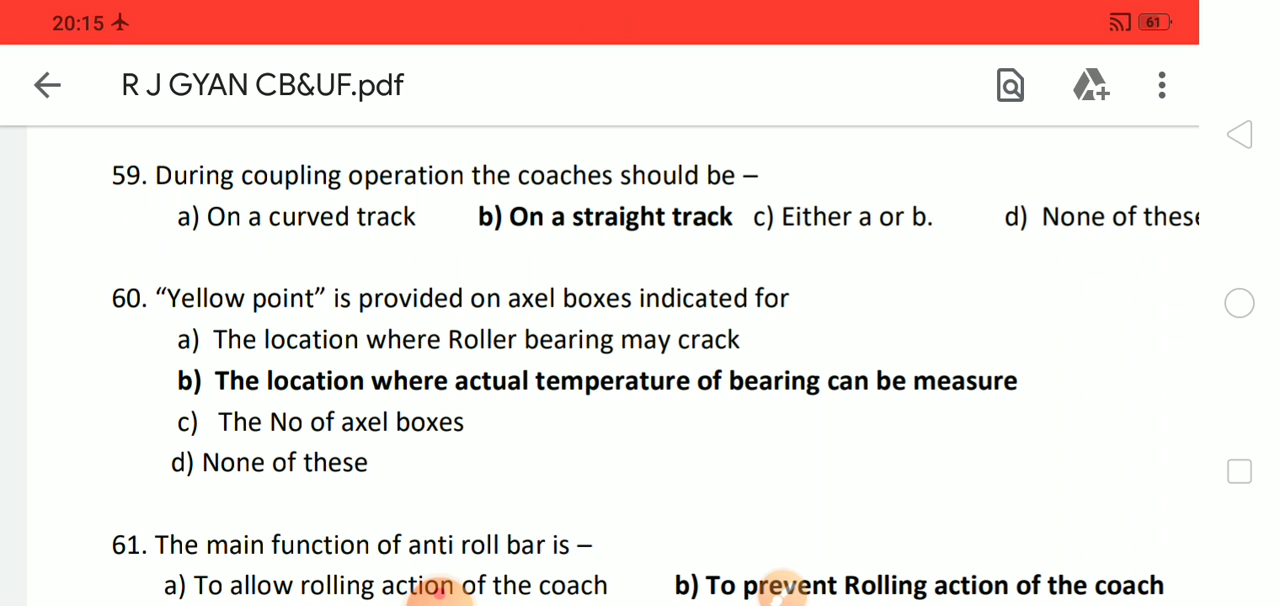 20:15
61
R J GYAN CB&UF.pdf
59. During coupling operation the coaches should be –
a) On a curved track b) On a straight track c) Either a or b. d) None of these
60. “Yellow point” is provided on axel boxes indicated for
a) The location where Roller bearing may crack
b) The location where actual temperature of bearing can be measure
c) The No of axel boxes
d) None of these
61. The main function of anti roll bar is –
a) To allow rolling action of the coach b) To prevent Rolling action of the coach